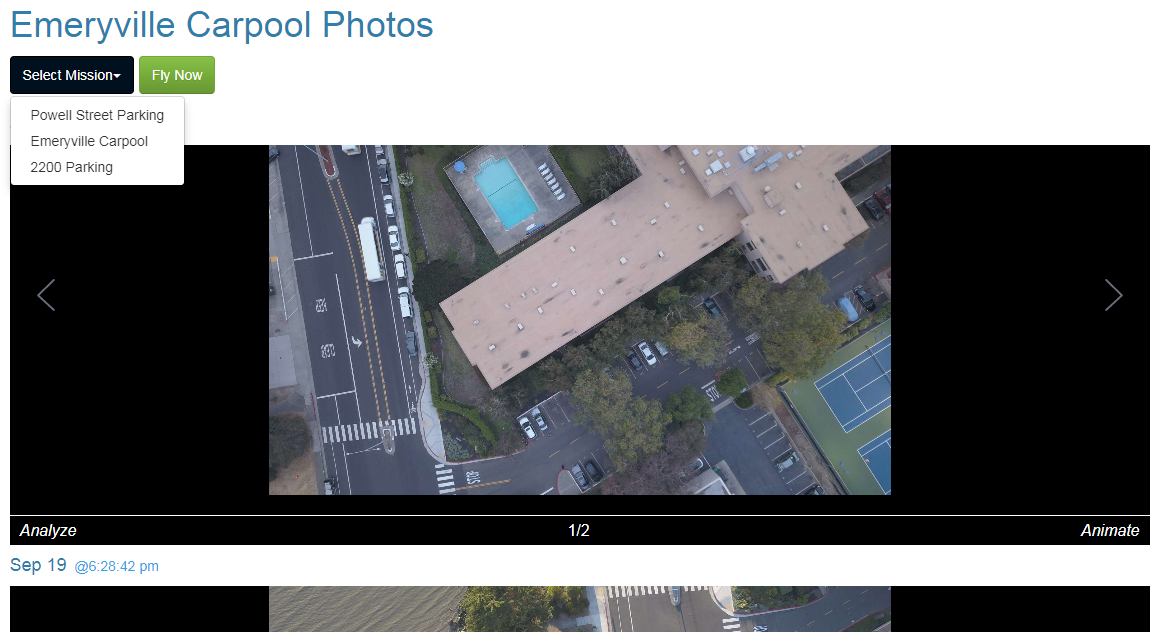 Emeryville Carpool Photos
Select Mission
Fly Now
Powell Street Parking
Emeryville Carpool
2200 Parking
Analyze
1/2
Animate
Sep 19 @6:28:42 pm